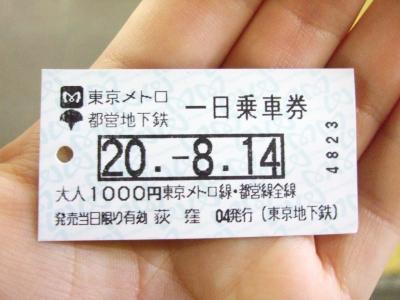 東京メトロ
都営地下鉄
一日乗車券
20.-8.14
4823
大人1000円東京メトロ線・都営線全線
発売当日限り有効 荻窪 04発行(東京地下鉄)